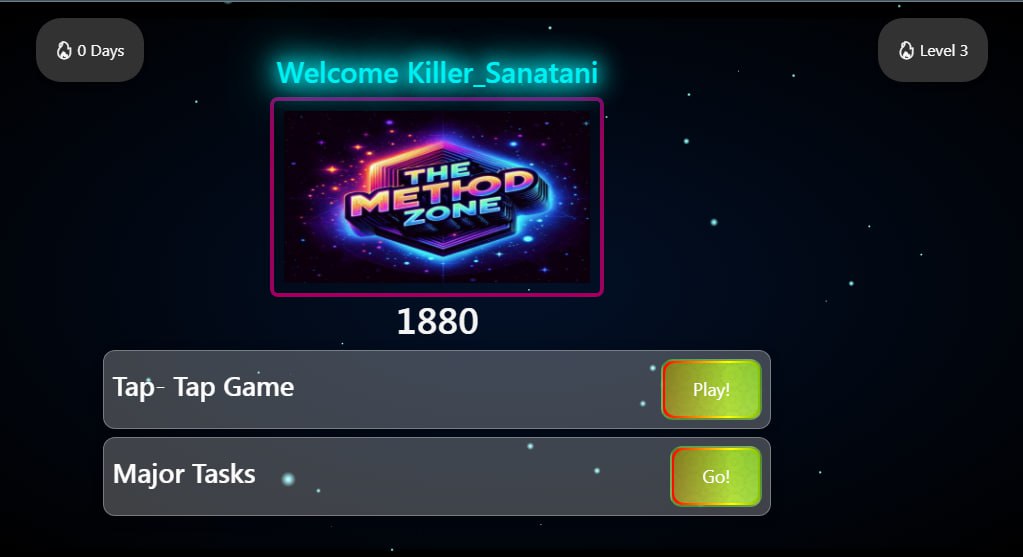 0 Days
Level 3
Welcome Killer_Sanatani
THE
METHOD
ZONE
1880
Tap- Tap Game
Play!
Major Tasks
Go!